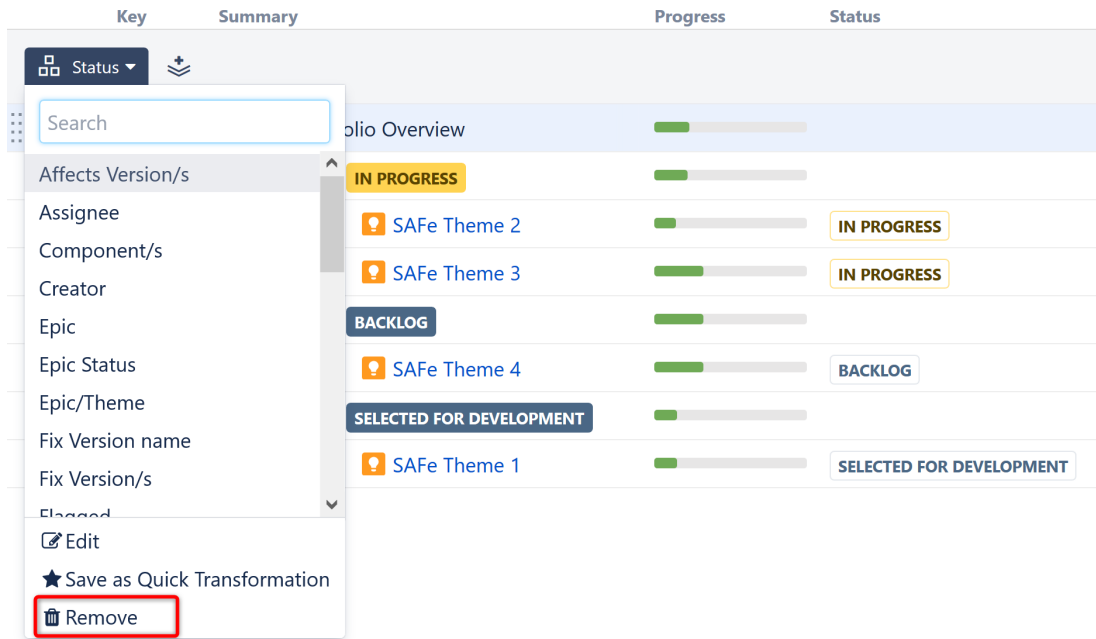 Key Summary Progress Status
Status
Search
olio Overview
Affects Version/s
IN PROGRESS
Assignee
SAFe Theme 2 IN PROGRESS
Component/s
SAFe Theme 3 IN PROGRESS
Creator
Epic
BACKLOG
Epic Status
SAFe Theme 4 BACKLOG
Epic/Theme
SELECTED FOR DEVELOPMENT
Fix Version name
SAFe Theme 1 SELECTED FOR DEVELOPMENT
Fix Version/s
Flagged
Edit
Save as Quick Transformation
Remove